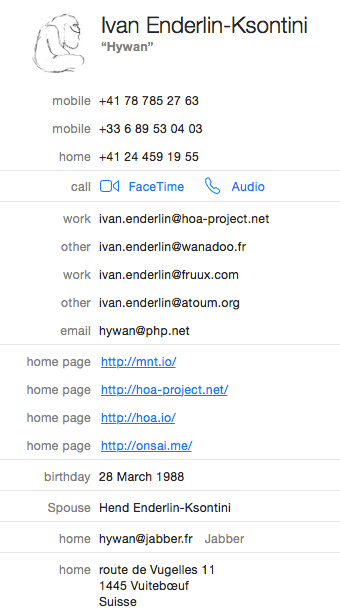 Ivan Enderlin-Ksontini
“Hywan”
mobile +41 78 785 27 63
mobile +33 6 89 53 04 03
home +41 24 459 19 55
call FaceTime Audio
work ivan.enderlin@hoa-project.net
other ivan.enderlin@wanadoo.fr
work ivan.enderlin@fruux.com
other ivan.enderlin@atoum.org
email hywan@php.net
home page http://mnt.io/
home page http://hoa-project.net/
home page http://hoa.io/
home page http://onsai.me/
birthday 28 March 1988
Spouse Hend Enderlin-Ksontini
home hywan@jabber.fr Jabber
home route de Vugelles 11
1445 Vuitebœuf
Suisse